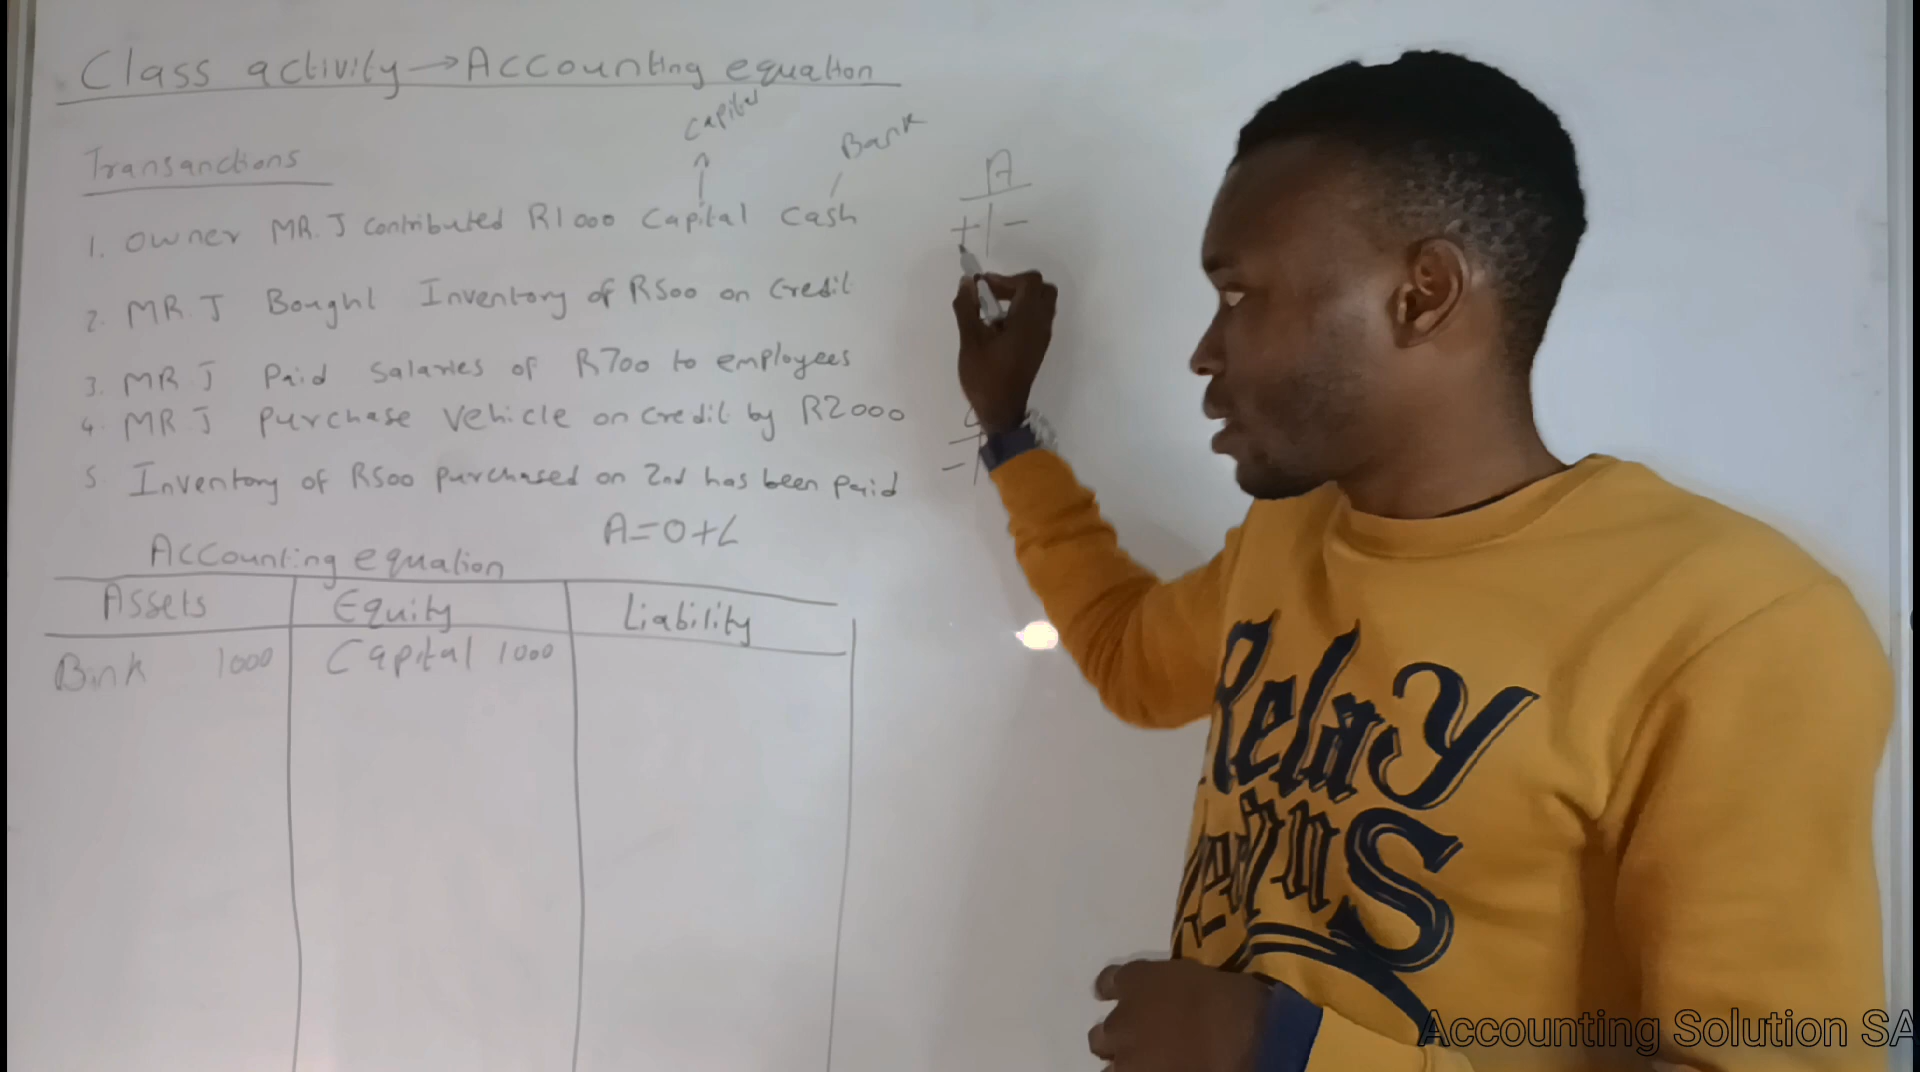 Class activity → Accounting equation
Capital
Bank
Transanctions
1. Owner MR. J contributed R1000 Capital Cash
2. MR. J Bought Inventory of R500 on Credit
3. MR J Paid Salaries of R700 to employees
4. MR. J Purchase Vehicle on credit by R2000
5 Inventory of R500 purchased on 2nd has been paid
A=O+L
Accounting equation
Assets Equity Liability
Bank 1000 Capital 1000
A
+ -
-
Relay
Jeans
Accounting Solution SA